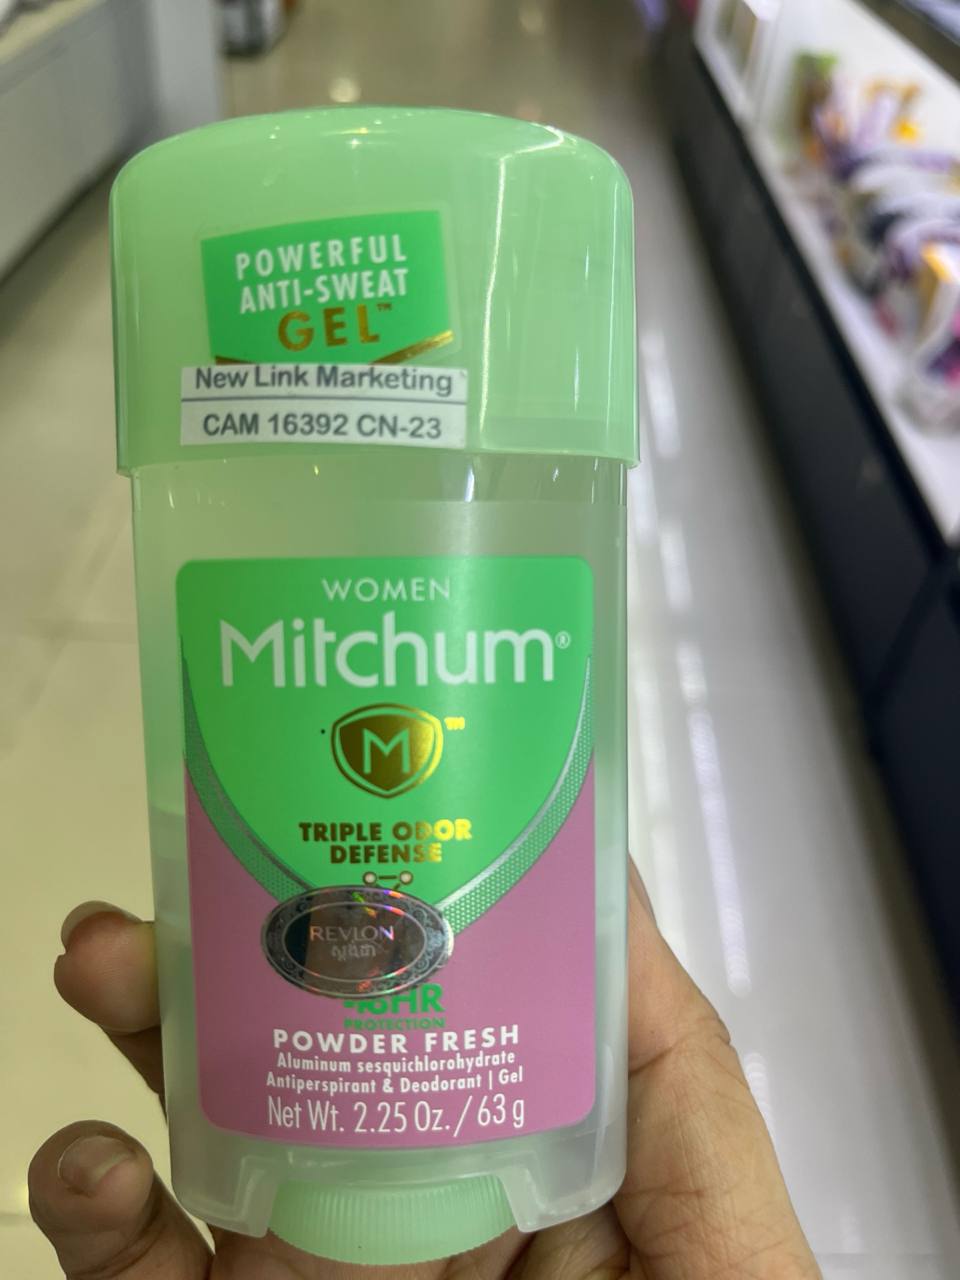 POWERFUL
ANTI-SWEAT
GEL™
New Link Marketing
CAM 16392 CN-23
WOMEN
Mitchum®
M™
TRIPLE ODOR
DEFENSE
REVLON
HR
PROTECTION
POWDER FRESH
Aluminum sesquichlorohydrate
Antiperspirant & Deodorant | Gel
Net Wt. 2.25 Oz. / 63 g